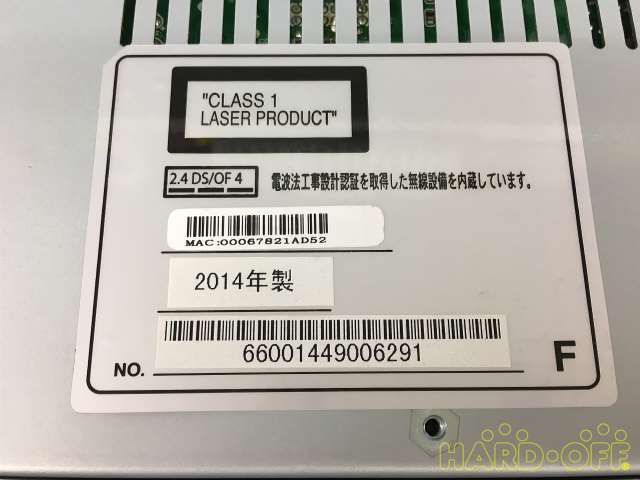 "CLASS 1
LASER PRODUCT"
2.4 DS/OF 4
電波法工事設計認証を取得した無線設備を内蔵しています。
MAC:00067821AD52
2014年製
66001449006291
NO.
F
HARD-OFF